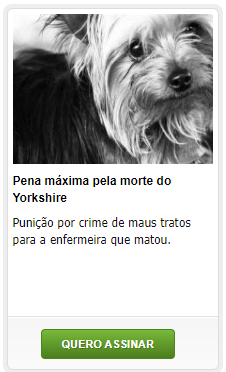 Pena máxima pela morte do
Yorkshire
Punição por crime de maus tratos
para a enfermeira que matou.
QUERO ASSINAR